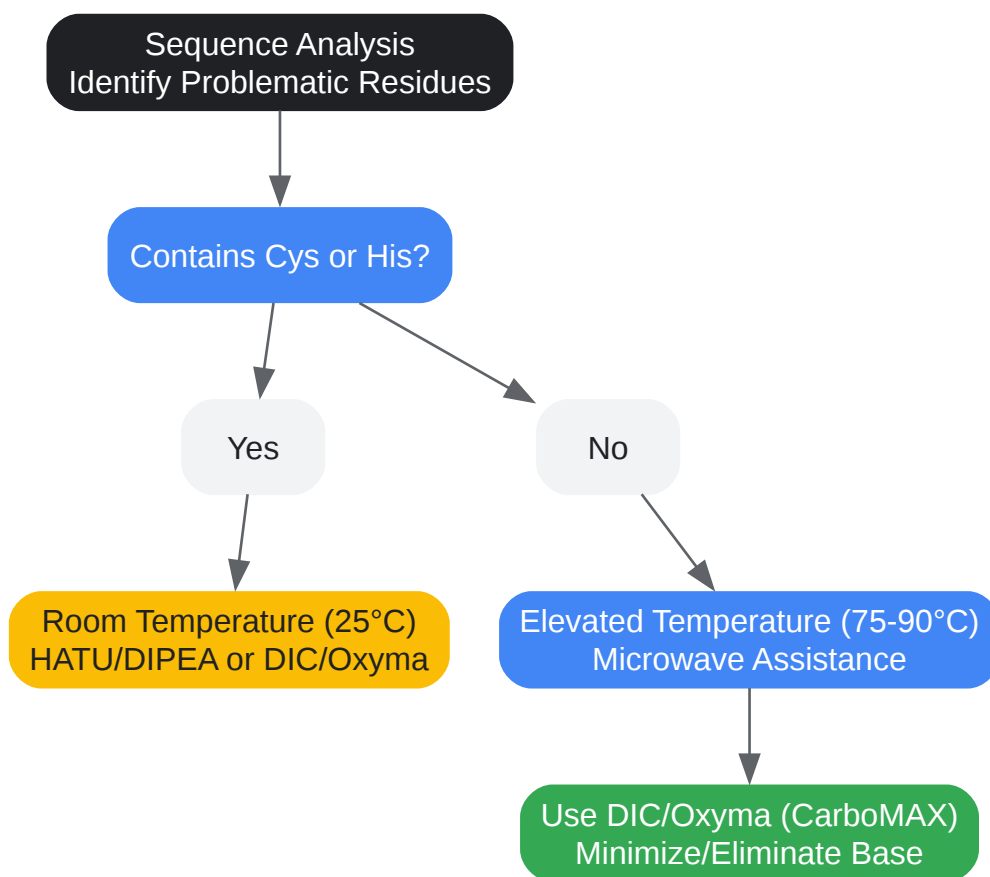 Sequence Analysis
Identify Problematic Residues
Contains Cys or His?
Yes
No
Room Temperature (25°C)
HATU/DIPEA or DIC/Oxyma
Elevated Temperature (75-90°C)
Microwave Assistance
Use DIC/Oxyma (CarboMAX)
Minimize/Eliminate Base